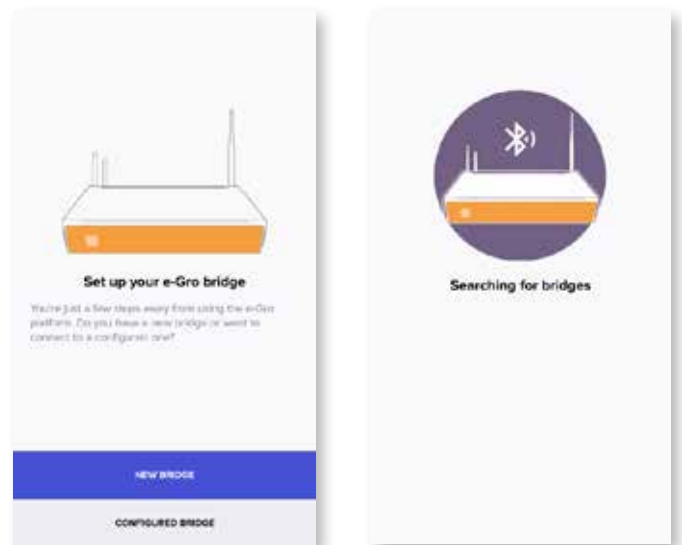 Set up your e-Gro bridge
You're just a few steps away from using the e-Gro
platform. Do you have a new bridge or want to
connect to a configured one?
NEW BRIDGE
CONFIGURED BRIDGE
Searching for bridges